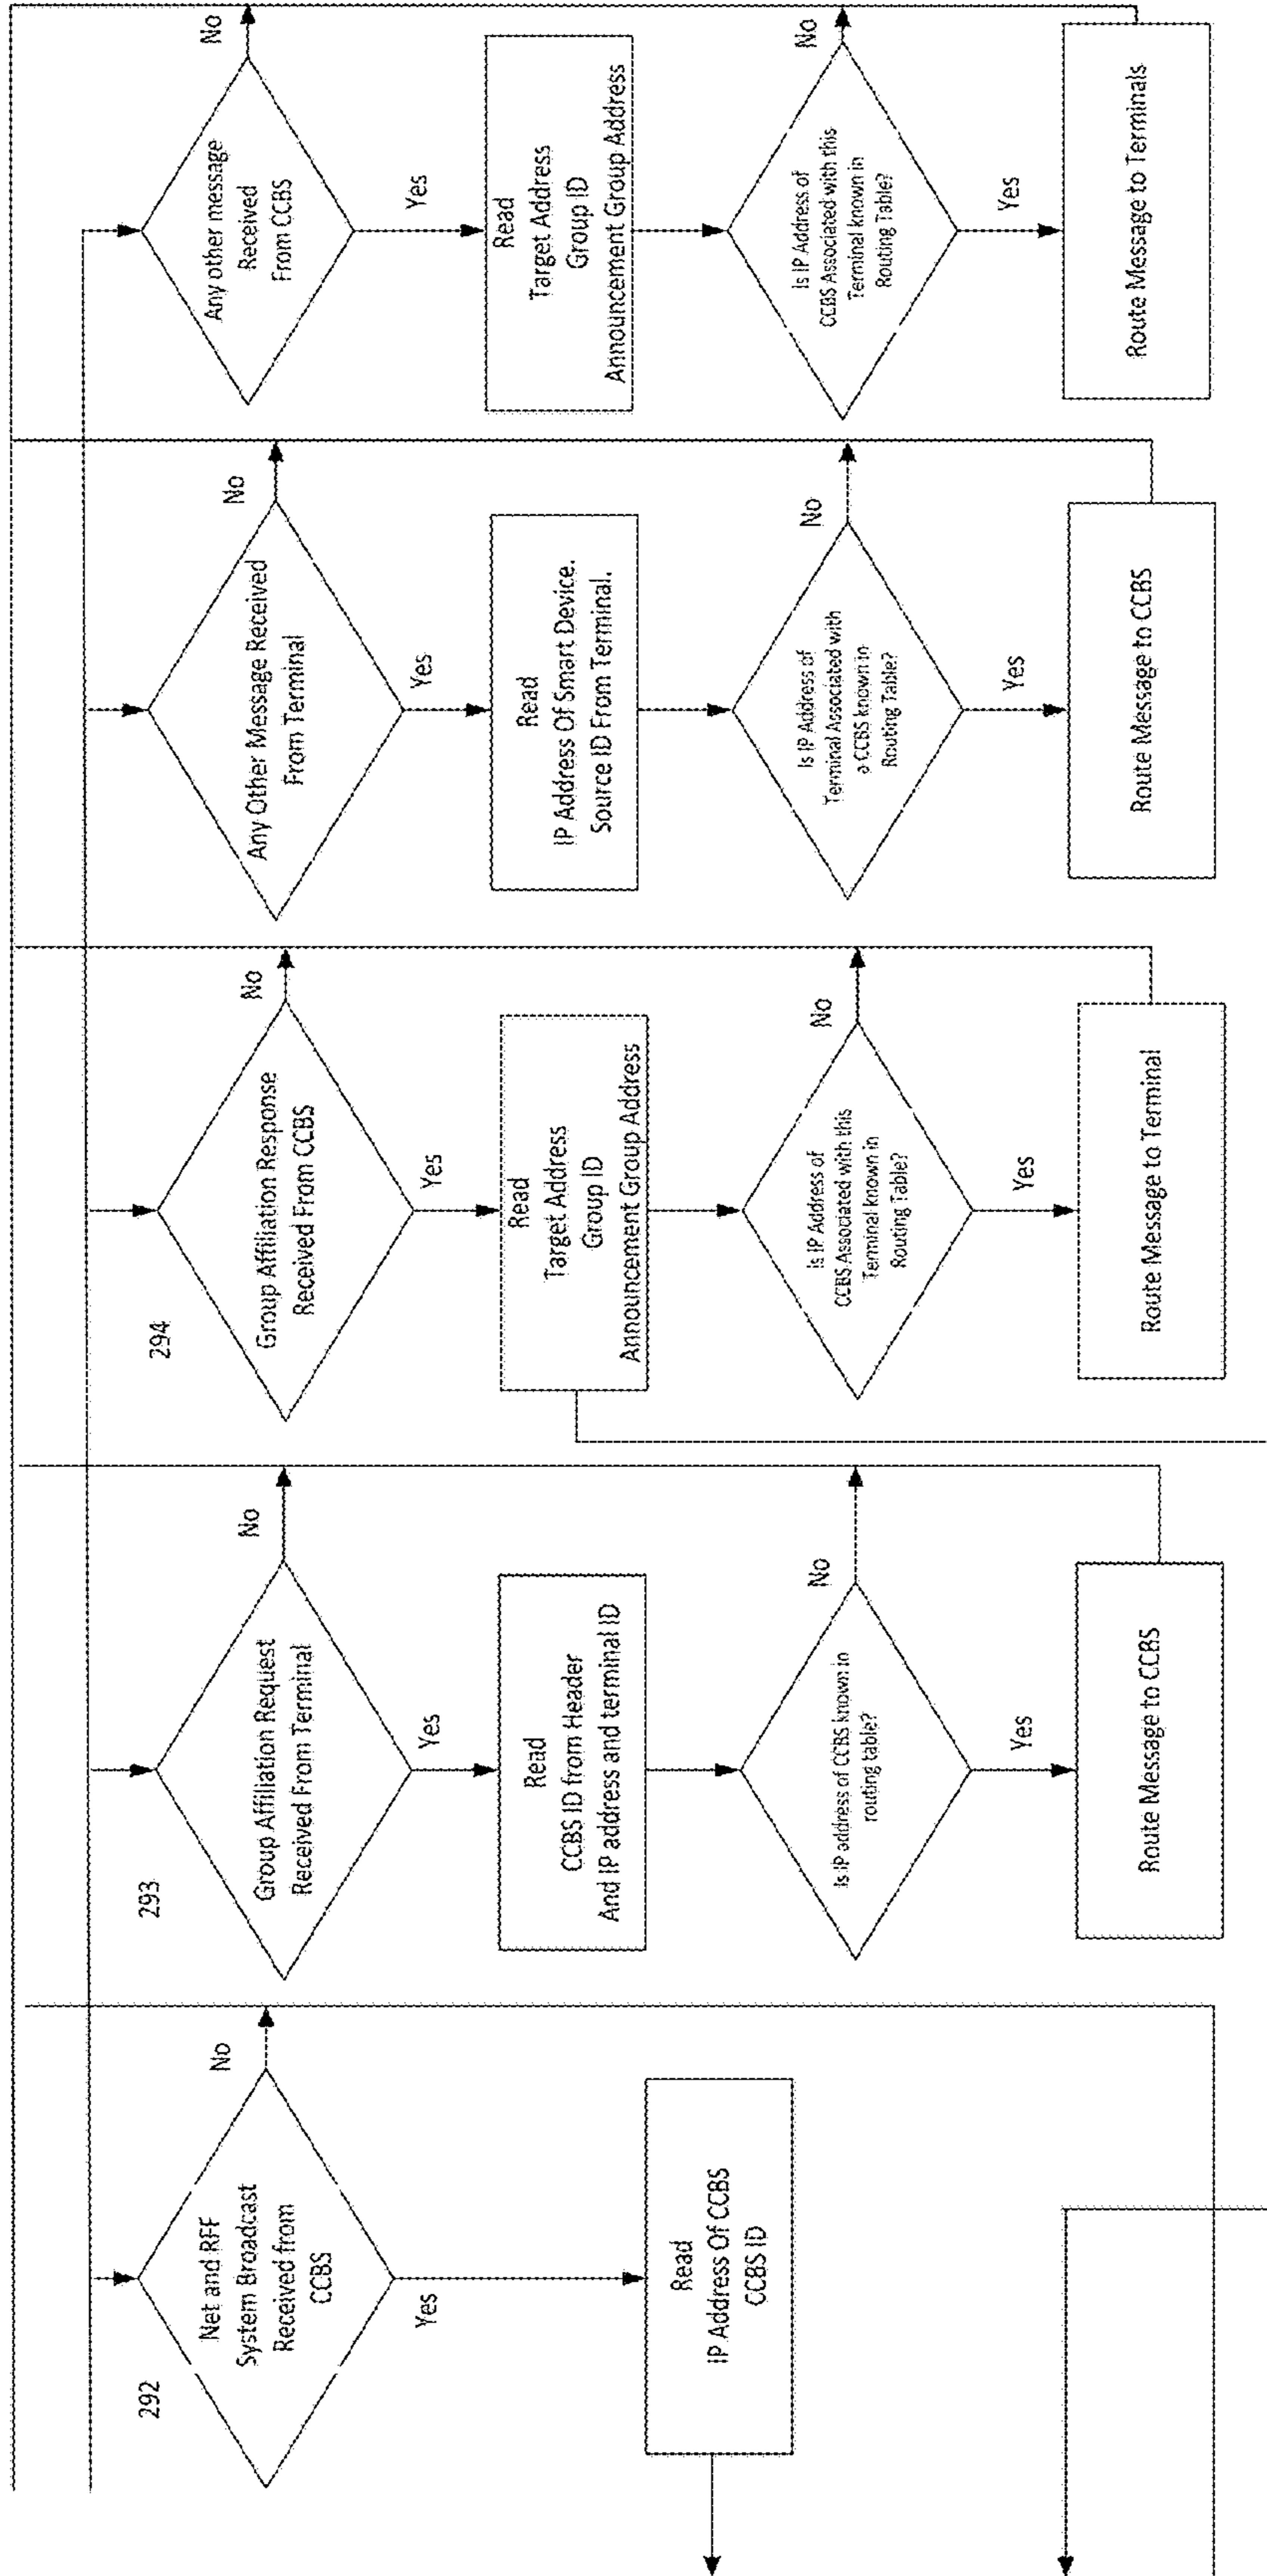 292
Net and RFF
System Broadcast
Received from
CCBS
No
Yes
Read
IP Address Of CCBS
CCBS ID
293
Group Affiliation Request
Received From Terminal
No
Yes
Read
CCBS ID from Header
And IP address and terminal ID
Is IP address of CCBS known in
routing table?
No
Yes
Route Message to CCBS
294
Group Affiliation Response
Received From CCBS
No
Yes
Read
Target Address
Group ID
Announcement Group Address
Is IP Address of
CCBS Associated with this
Terminal known in
Routing Table?
No
Yes
Route Message to Terminal
Any Other Message Received
From Terminal
No
Yes
Read
IP Address Of Smart Device.
Source ID From Terminal.
Is IP Address of
Terminal Associated with
a CCBS known in
Routing Table?
No
Yes
Route Message to CCBS
Any other message
Received
From CCBS
No
Yes
Read
Target Address
Group ID
Announcement Group Address
Is IP Address of
CCBS Associated with this
Terminal known in
Routing Table?
No
Yes
Route Message to Terminals